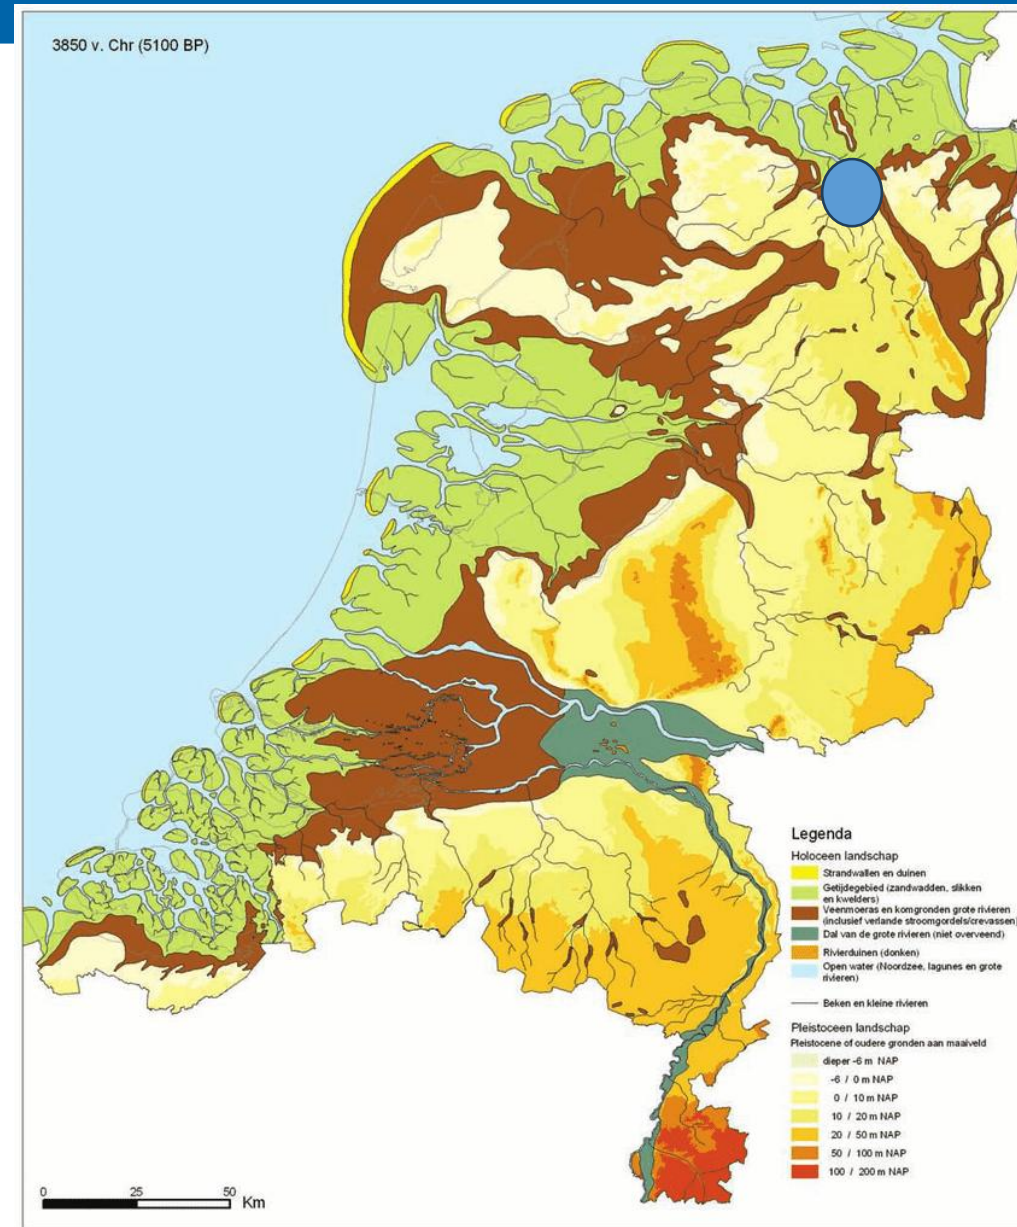 3850 v. Chr (5100 BP)
Legenda
Holoceen landschap
Strandwallen en duinen
Getijdegebied (zandwadden, slikken
en kwelders)
Veenmoeras en komgronden grote rivieren
(inclusief verlande stroomgordels/crevassen)
Dal van de grote rivieren (niet overveend)
Rivierduinen (donken)
Open water (Noordzee, lagunes en grote
rivieren)
Beken en kleine rivieren
Pleistoceen landschap
Pleistocene of oudere gronden aan maaiveld
dieper -6 m NAP
-6 / 0 m NAP
0 / 10 m NAP
10 / 20 m NAP
20 / 50 m NAP
50 / 100 m NAP
100 / 200 m NAP
0 25 50 Km